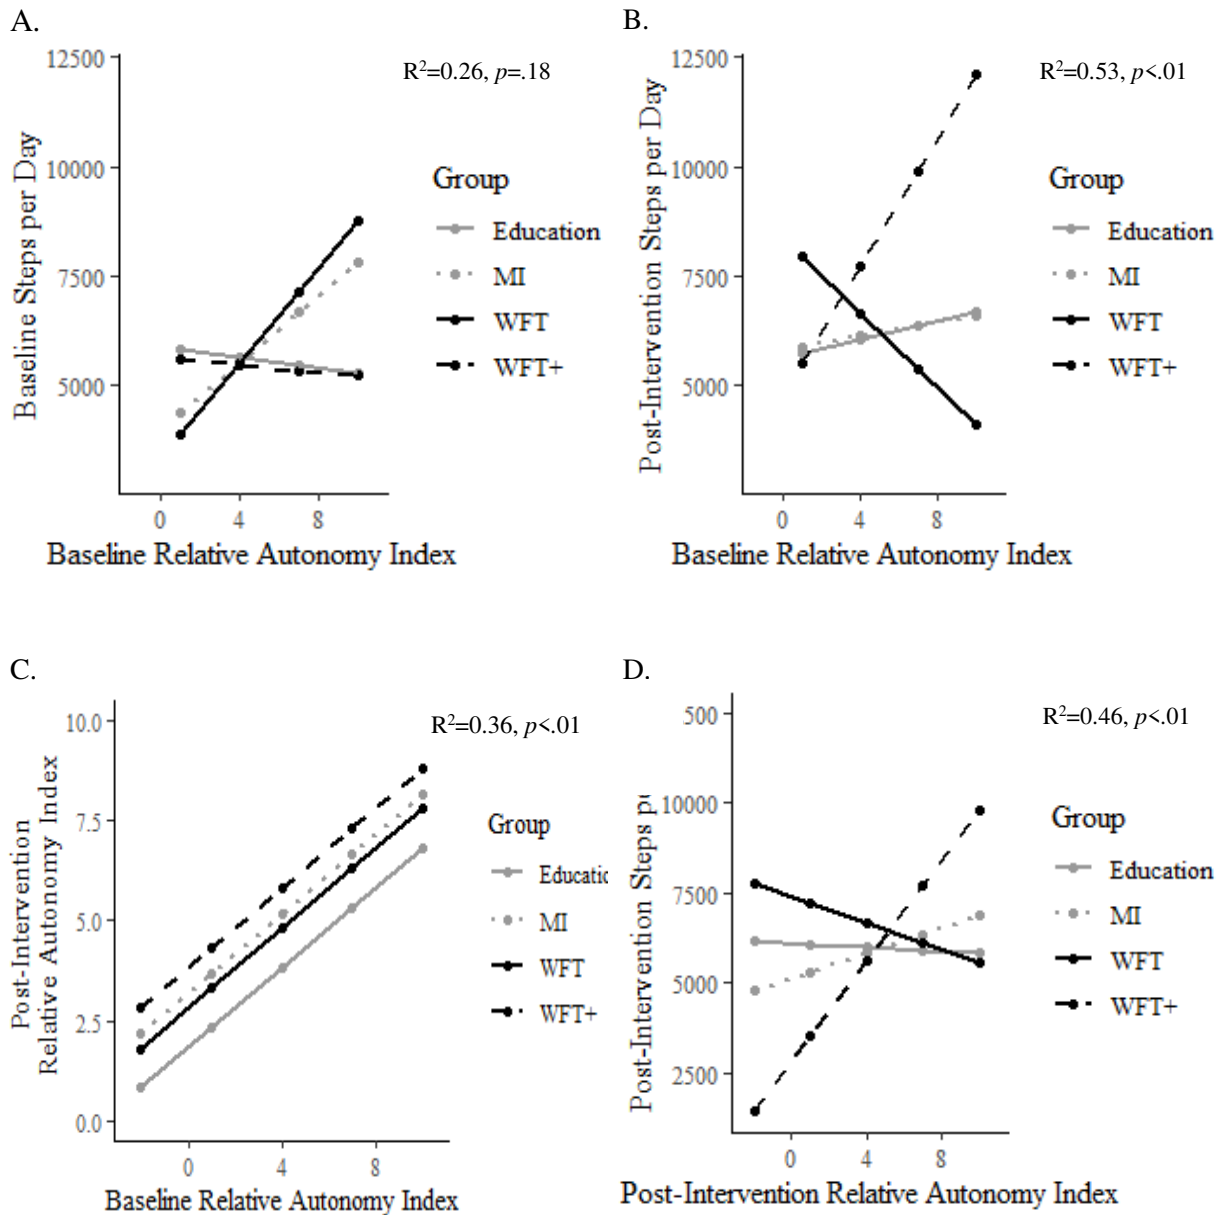 A.
R²=0.26, p=.18
12500
10000
7500
5000
Baseline Steps per Day
0 4 8
Baseline Relative Autonomy Index
Group
Education
MI
WFT
WFT+
B.
R²=0.53, p<.01
12500
10000
7500
5000
Post-Intervention Steps per Day
0 4 8
Baseline Relative Autonomy Index
Group
Education
MI
WFT
WFT+
C.
R²=0.36, p<.01
10.0
7.5
5.0
2.5
0.0
Post-Intervention
Relative Autonomy Index
0 4 8
Baseline Relative Autonomy Index
Group
Educatic
MI
WFT
WFT+
D.
R²=0.46, p<.01
500
10000
7500
5000
2500
Post-Intervention Steps
0 4 8
Post-Intervention Relative Autonomy Index
Group
Education
MI
WFT
WFT+